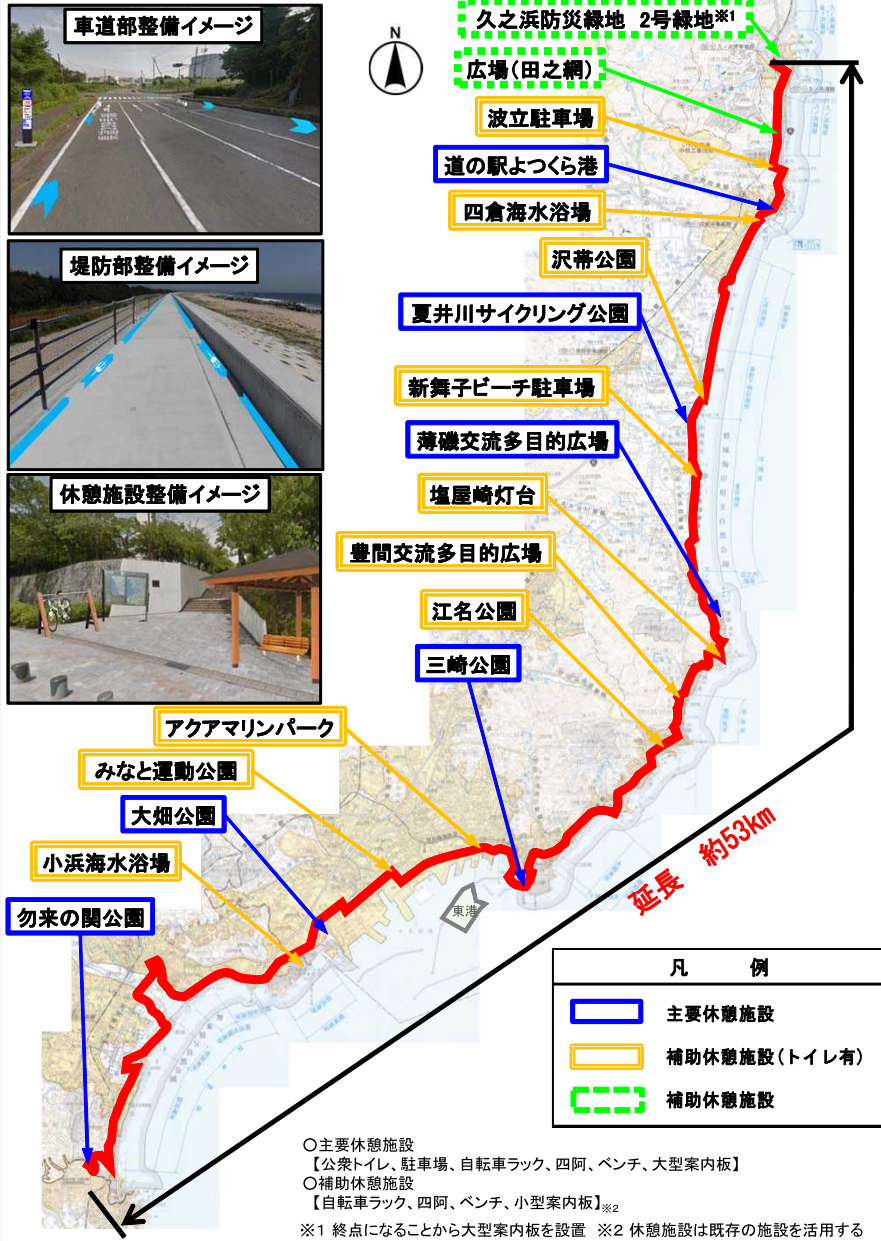 車道部整備イメージ
N
久之浜防災緑地 2号緑地※1
広場(田之網)
波立駐車場
道の駅よつくら港
四倉海水浴場
堤防部整備イメージ
沢帯公園
夏井川サイクリング公園
新舞子ビーチ駐車場
薄磯交流多目的広場
休憩施設整備イメージ
塩屋崎灯台
豊間交流多目的広場
江名公園
三崎公園
アクアマリンパーク
みなと運動公園
大畑公園
小浜海水浴場
勿来の関公園
東港
延長 約53km
凡 例
主要休憩施設
補助休憩施設(トイレ有)
補助休憩施設
○主要休憩施設
【公衆トイレ、駐車場、自転車ラック、四阿、ベンチ、大型案内板】
○補助休憩施設
【自転車ラック、四阿、ベンチ、小型案内板】※2
※1 終点になることから大型案内板を設置 ※2 休憩施設は既存の施設を活用する